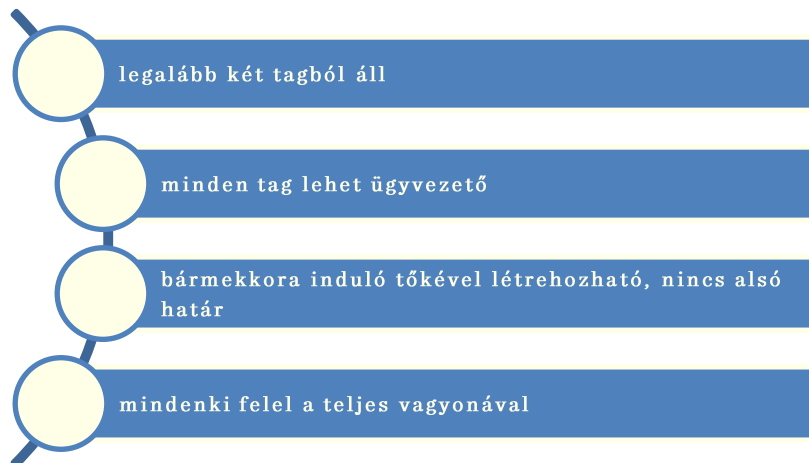 legalább két tagból áll
minden tag lehet ügyvezető
bármekkora induló tőkével létrehozható, nincs alsó
határ
mindenki felel a teljes vagyonával